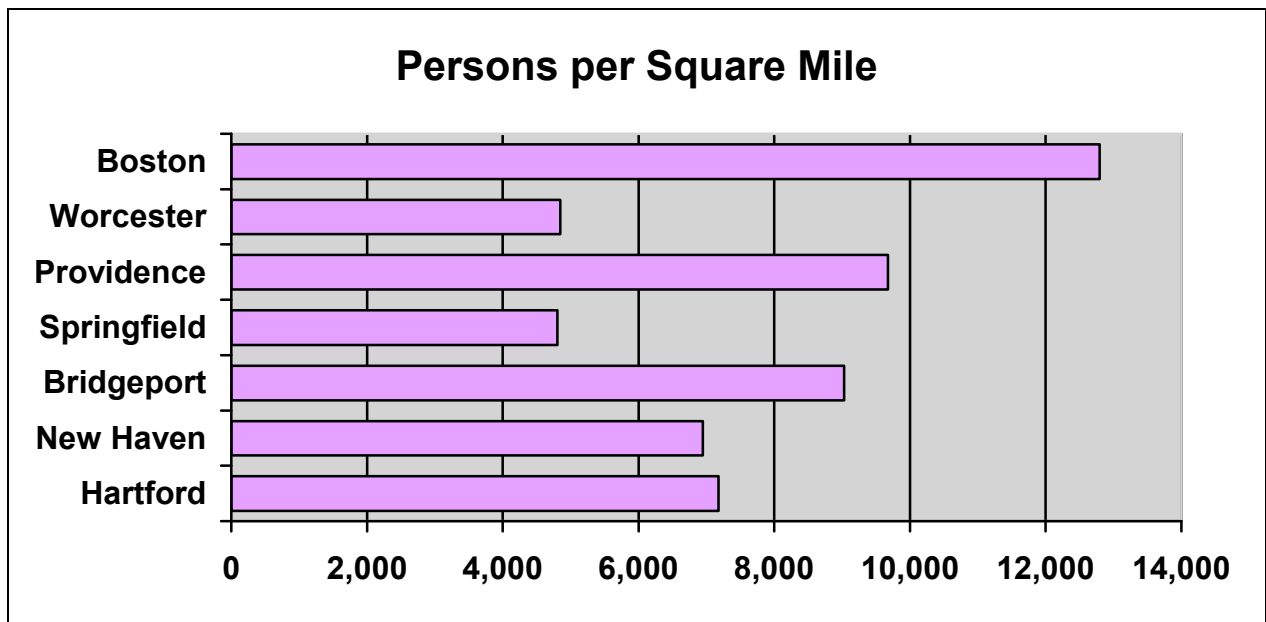 Persons per Square Mile
Boston
Worcester
Providence
Springfield
Bridgeport
New Haven
Hartford
0 2,000 4,000 6,000 8,000 10,000 12,000 14,000